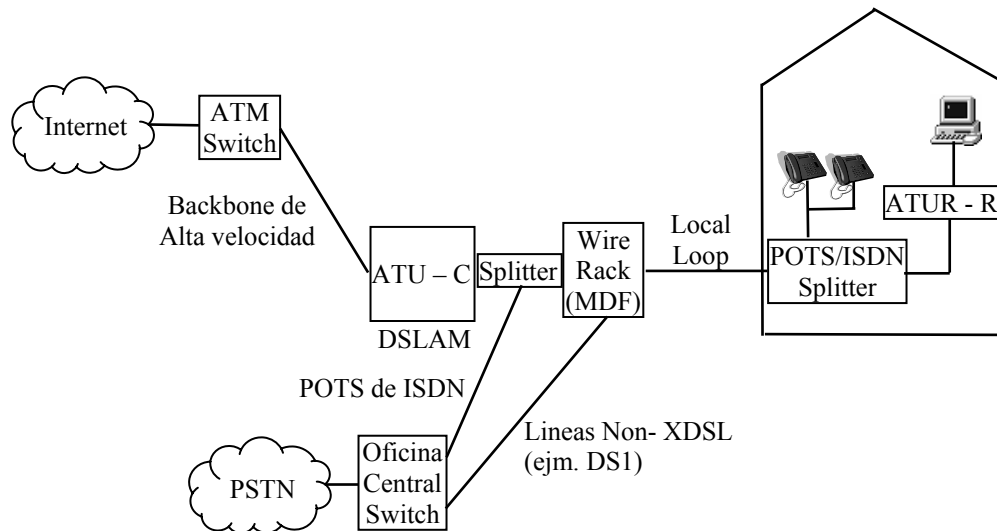 Internet
ATM
Switch
Backbone de
Alta velocidad
ATU – C
DSLAM
Splitter
Wire
Rack
(MDF)
Local
Loop
POTS/ISDN
Splitter
ATUR - R
POTS de ISDN
Lineas Non- XDSL
(ejm. DS1)
PSTN
Oficina
Central
Switch